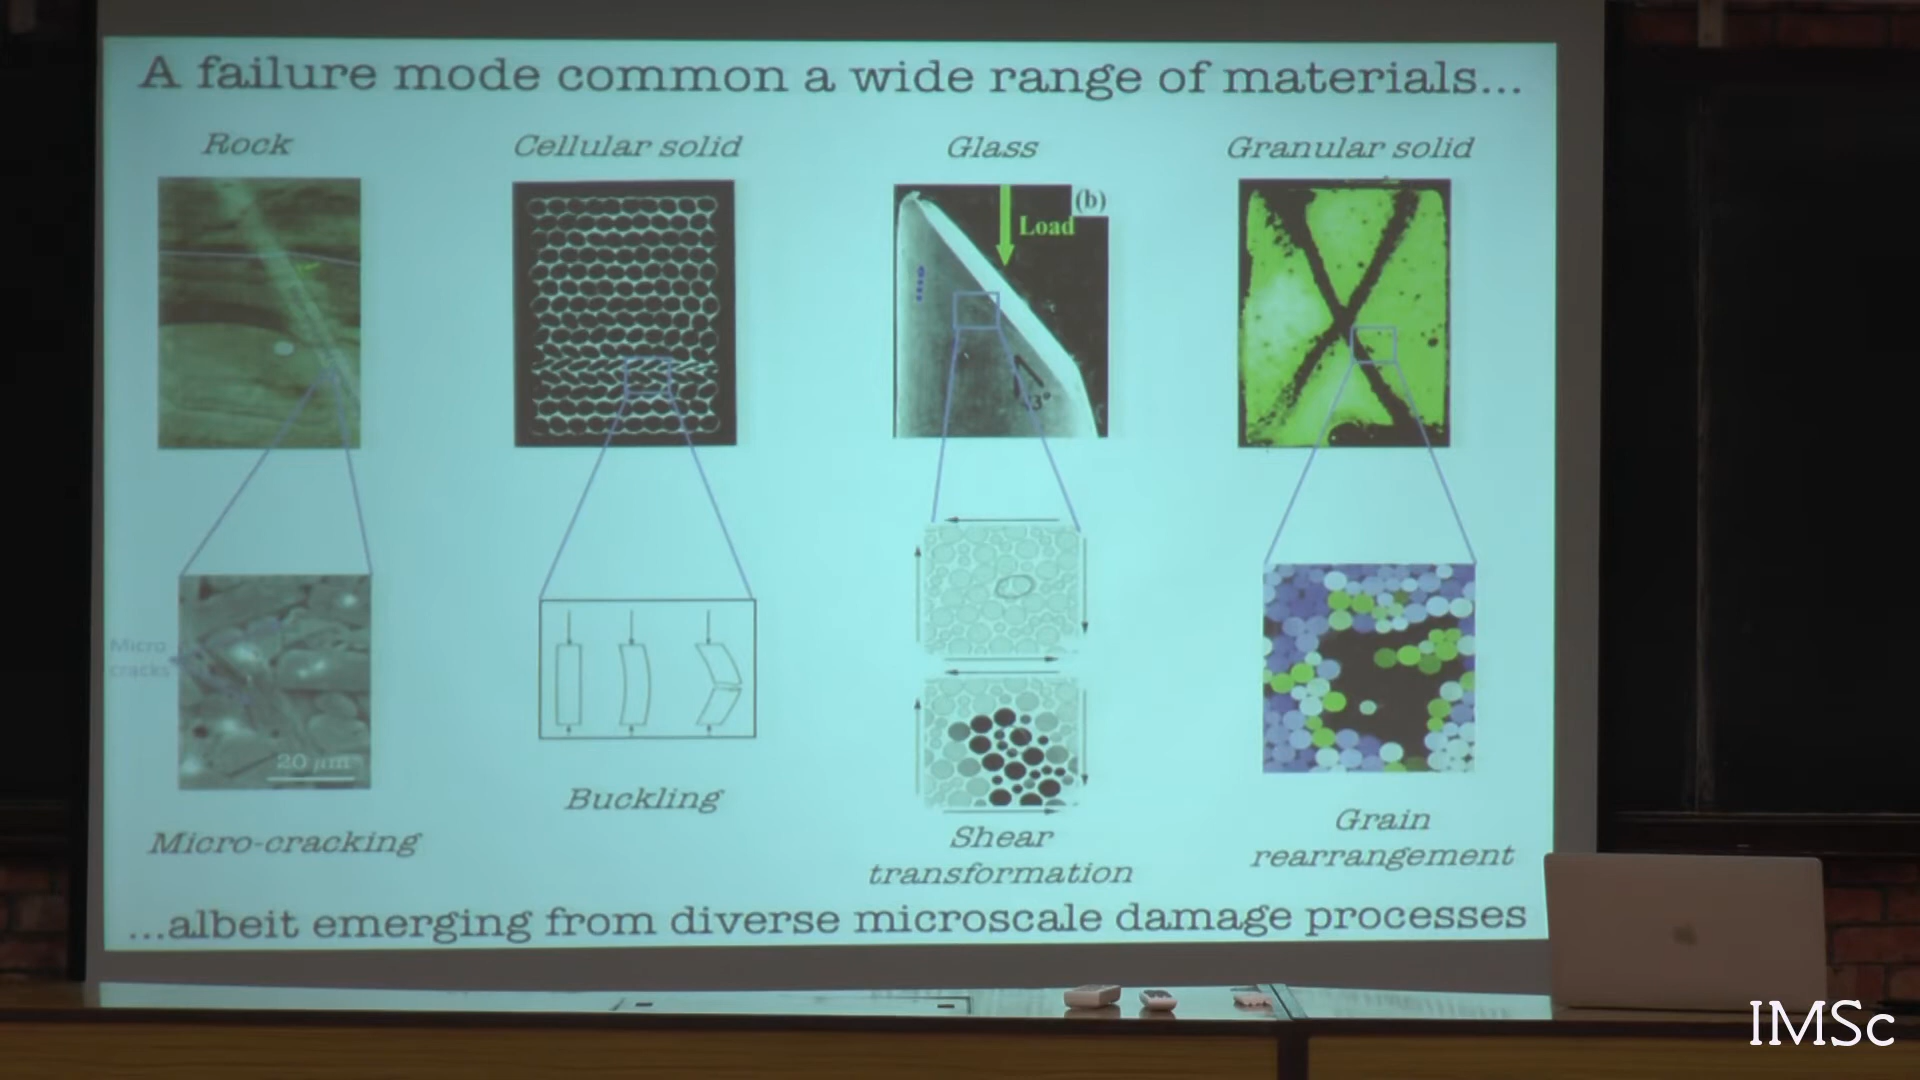 A failure mode common a wide range of materials...
Rock
Cellular solid
Glass
Granular solid
(b)
Load
Micro
cracks
20 μm
Micro-cracking
Buckling
Shear
transformation
Grain
rearrangement
...albeit emerging from diverse microscale damage processes
IMSc